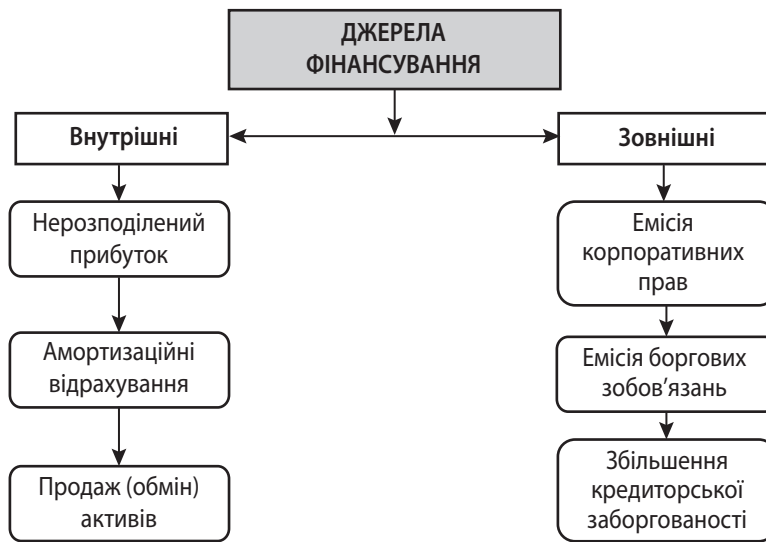 ДЖЕРЕЛА
ФІНАНСУВАННЯ
Внутрішні
Зовнішні
Нерозподілений
прибуток
Емісія
корпоративних
прав
Амортизаційні
відрахування
Емісія боргових
зобов’язань
Продаж (обмін)
активів
Збільшення
кредиторської
заборгованості